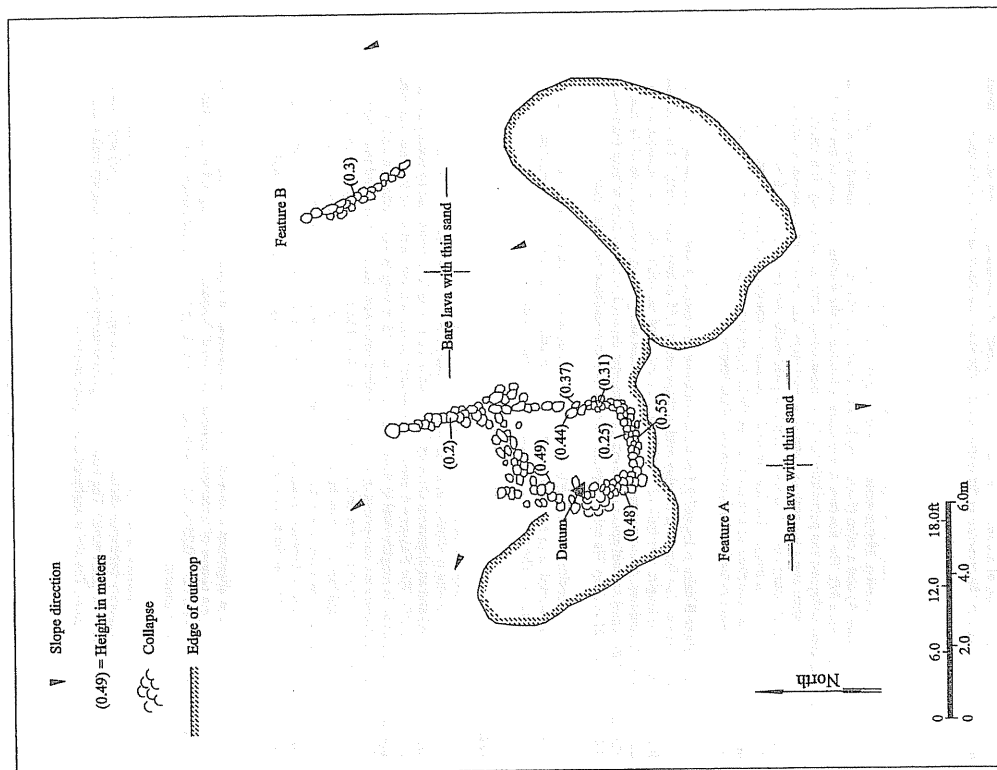 Slope direction
(0.49) = Height in meters
Collapse
Edge of outcrop
Feature B
(0.3)
Bare lava with thin sand
(0.2)
(0.49)
(0.44)
(0.37)
(0.31)
(0.25)
(0.55)
Datum
(0.48)
Feature A
Bare lava with thin sand
North
0 6.0 12.0 18.0ft
0 2.0 4.0 6.0m